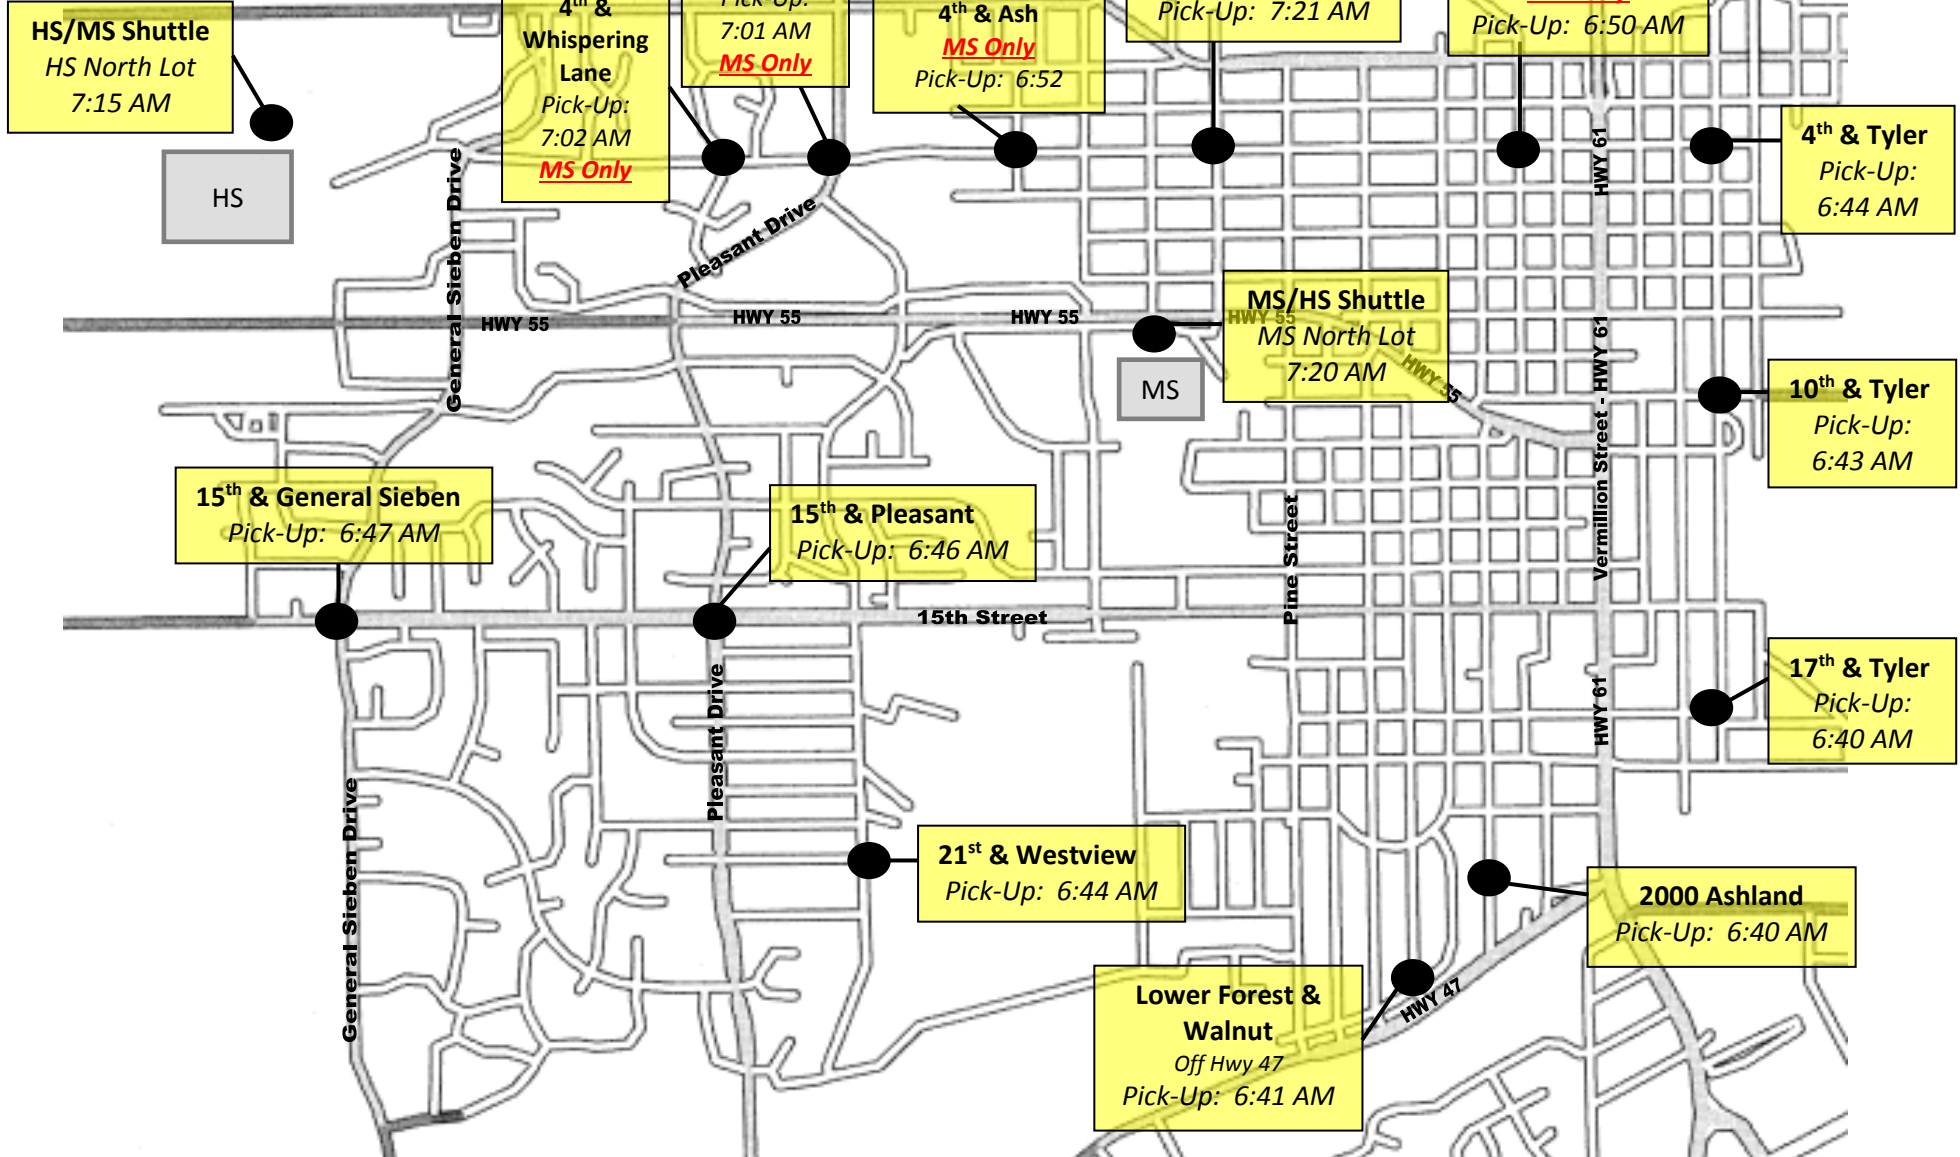 HS/MS Shuttle
HS North Lot
7:15 AM
HS
4th &
Whispering
Lane
Pick-Up:
7:02 AM
MS Only
Pick-Up:
7:01 AM
MS Only
4th & Ash
MS Only
Pick-Up: 6:52
Pick-Up: 7:21 AM
Pick-Up: 6:50 AM
4th & Tyler
Pick-Up:
6:44 AM
HWY 61
General Sieben Drive
Pleasant Drive
HWY 55
HWY 55
HWY 55
HWY 55
MS/HS Shuttle
MS North Lot
7:20 AM
MS
HWY 55
Vermillion Street - HWY 61
10th & Tyler
Pick-Up:
6:43 AM
15th & General Sieben
Pick-Up: 6:47 AM
15th & Pleasant
Pick-Up: 6:46 AM
Pine Street
15th Street
17th & Tyler
Pick-Up:
6:40 AM
HWY 61
Pleasant Drive
General Sieben Drive
21st & Westview
Pick-Up: 6:44 AM
2000 Ashland
Pick-Up: 6:40 AM
Lower Forest &
Walnut
Off Hwy 47
Pick-Up: 6:41 AM
HWY 47